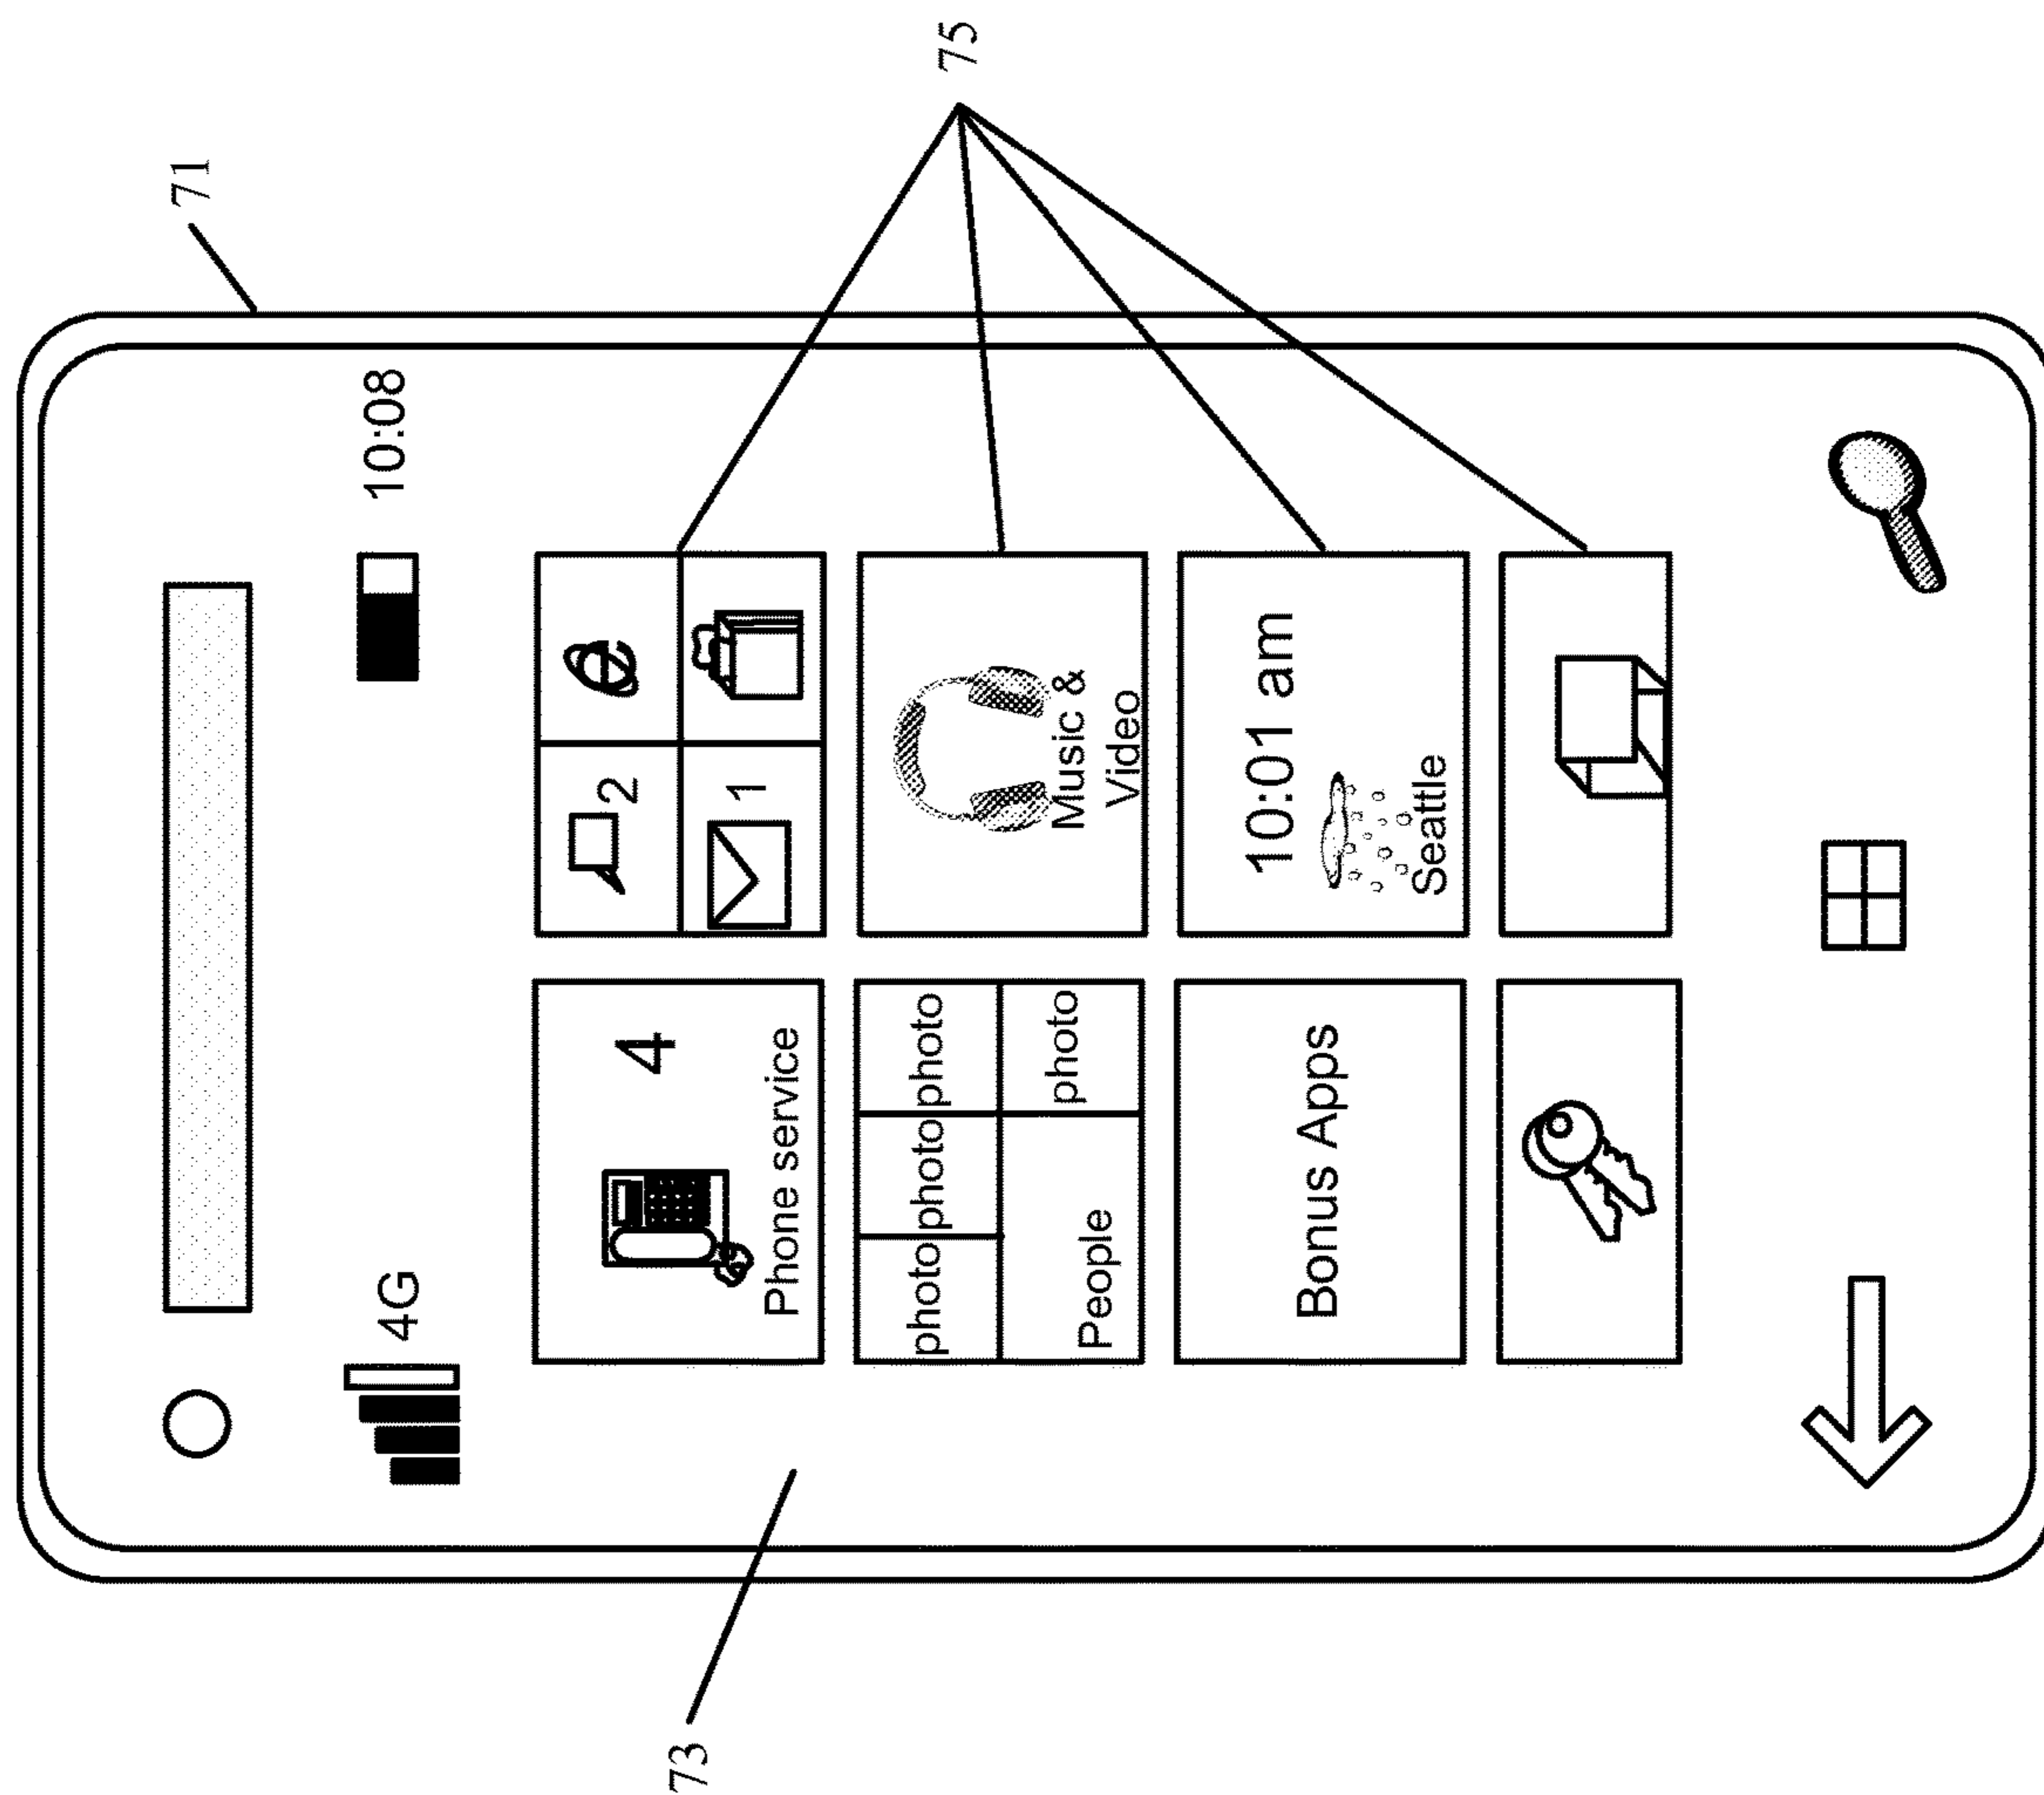 71
4G 10:08
4
Phone service
2
1
75
photo photo photo
People photo
Music &
Video
Bonus Apps
10:01 am
Seattle
73